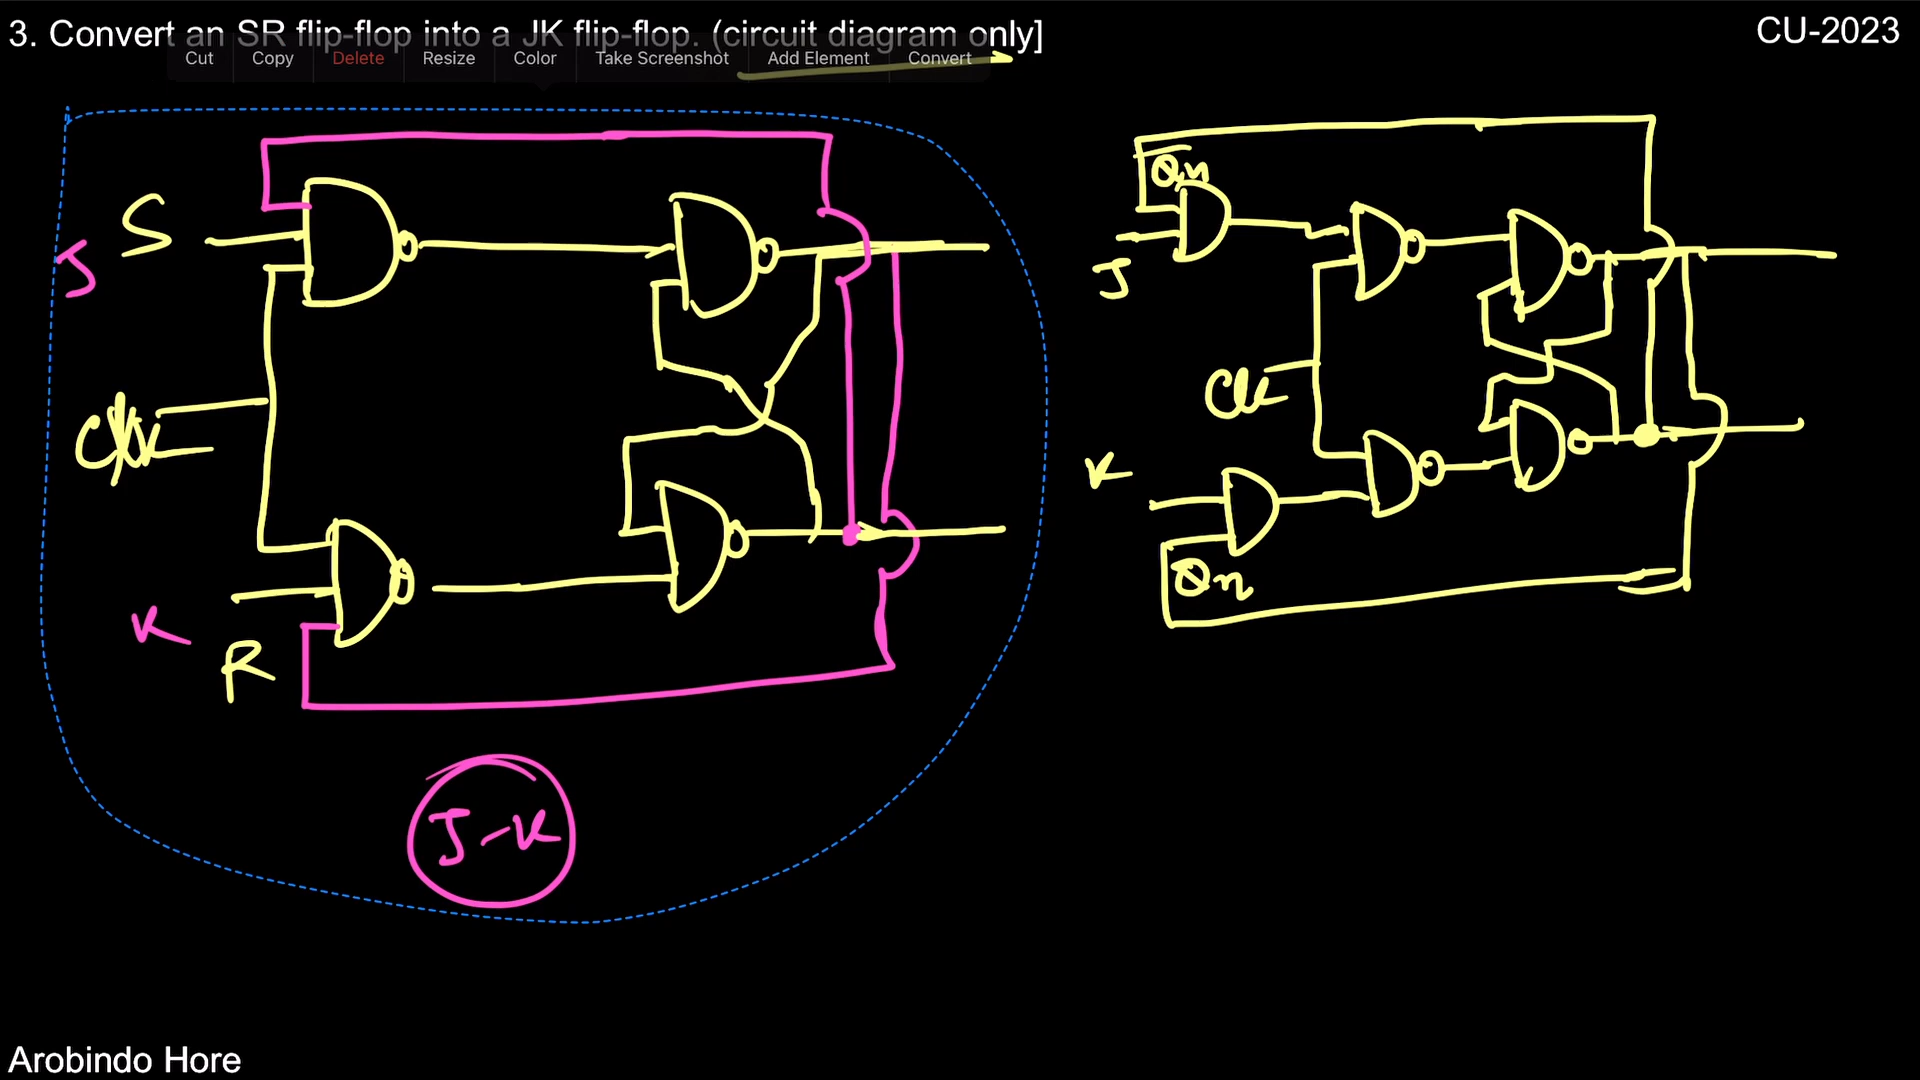 3. Convert an SR flip-flop into a JK flip-flop. (circuit diagram only]
CU-2023
Cut Copy Delete Resize Color Take Screenshot Add Element Convert
S
J
Clk
K
R
J-K
Q̅n
J
Clk
K
Qn
Arobindo Hore